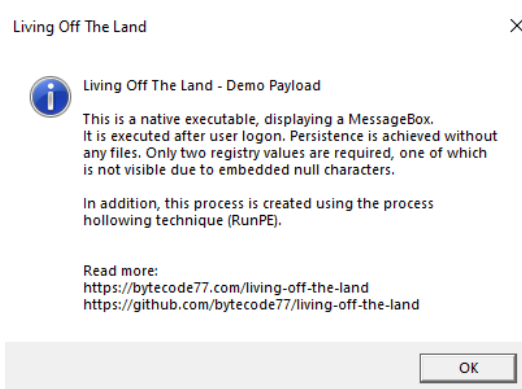 Living Off The Land
Living Off The Land - Demo Payload
This is a native executable, displaying a MessageBox.
It is executed after user logon. Persistence is achieved without
any files. Only two registry values are required, one of which
is not visible due to embedded null characters.
In addition, this process is created using the process
hollowing technique (RunPE).
Read more:
https://bytecode77.com/living-off-the-land
https://github.com/bytecode77/living-off-the-land
OK